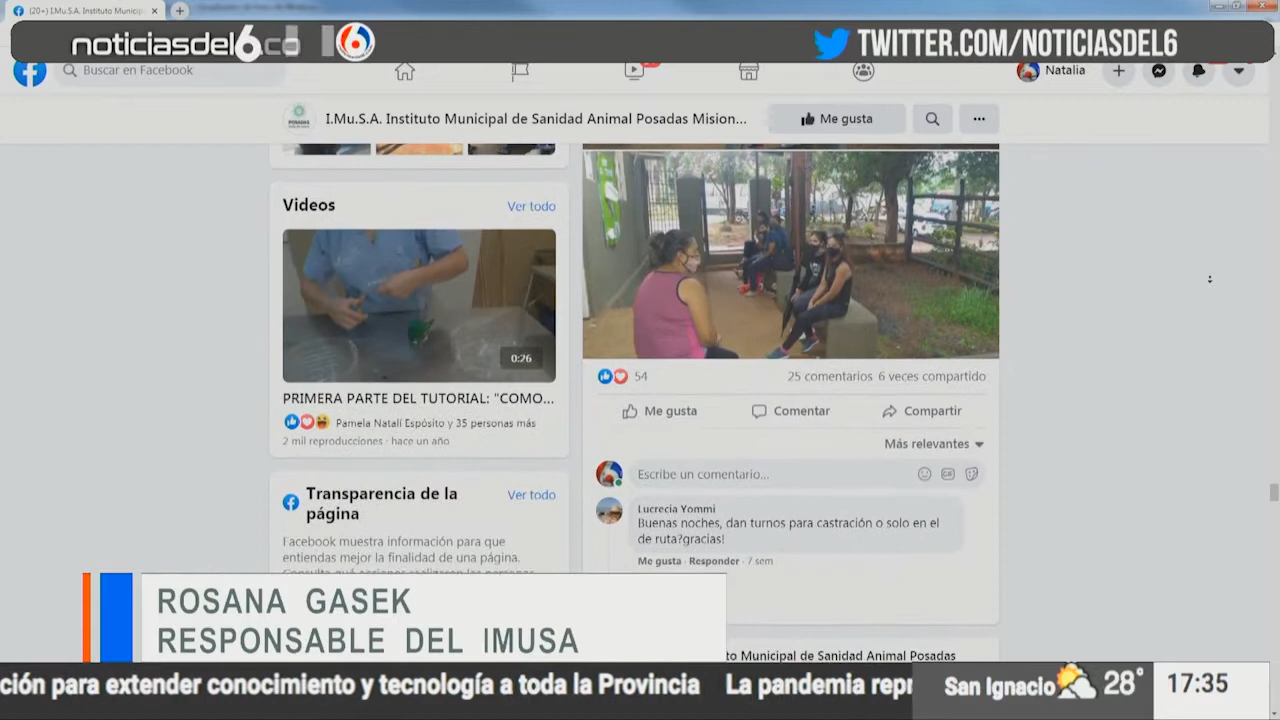 (20+) I.Mu.S.A. Instituto Municip
noticiasdel6.co
6
TWITTER.COM/NOTICIASDEL6
Buscar en Facebook
Natalia
POSADAS
I.Mu.S.A. Instituto Municipal de Sanidad Animal Posadas Mision...
Me gusta
Videos
Ver todo
0:26
PRIMERA PARTE DEL TUTORIAL: "COMO...
Pamela Natalí Espósito y 35 personas más
2 mil reproducciones · hace un año
Transparencia de la
página
Ver todo
Facebook muestra información para que
entiendas mejor la finalidad de una página.
54
25 comentarios 6 veces compartido
Me gusta
Comentar
Compartir
Más relevantes
Escribe un comentario...
GIF
Lucrecia Yommi
Buenas noches, dan turnos para castración o solo en el
de ruta?gracias!
Me gusta · Responder · 7 sem
to Municipal de Sanidad Animal Posadas
ROSANA GASEK
RESPONSABLE DEL IMUSA
ción para extender conocimiento y tecnología a toda la Provincia La pandemia repr
San Ignacio 28°
17:35